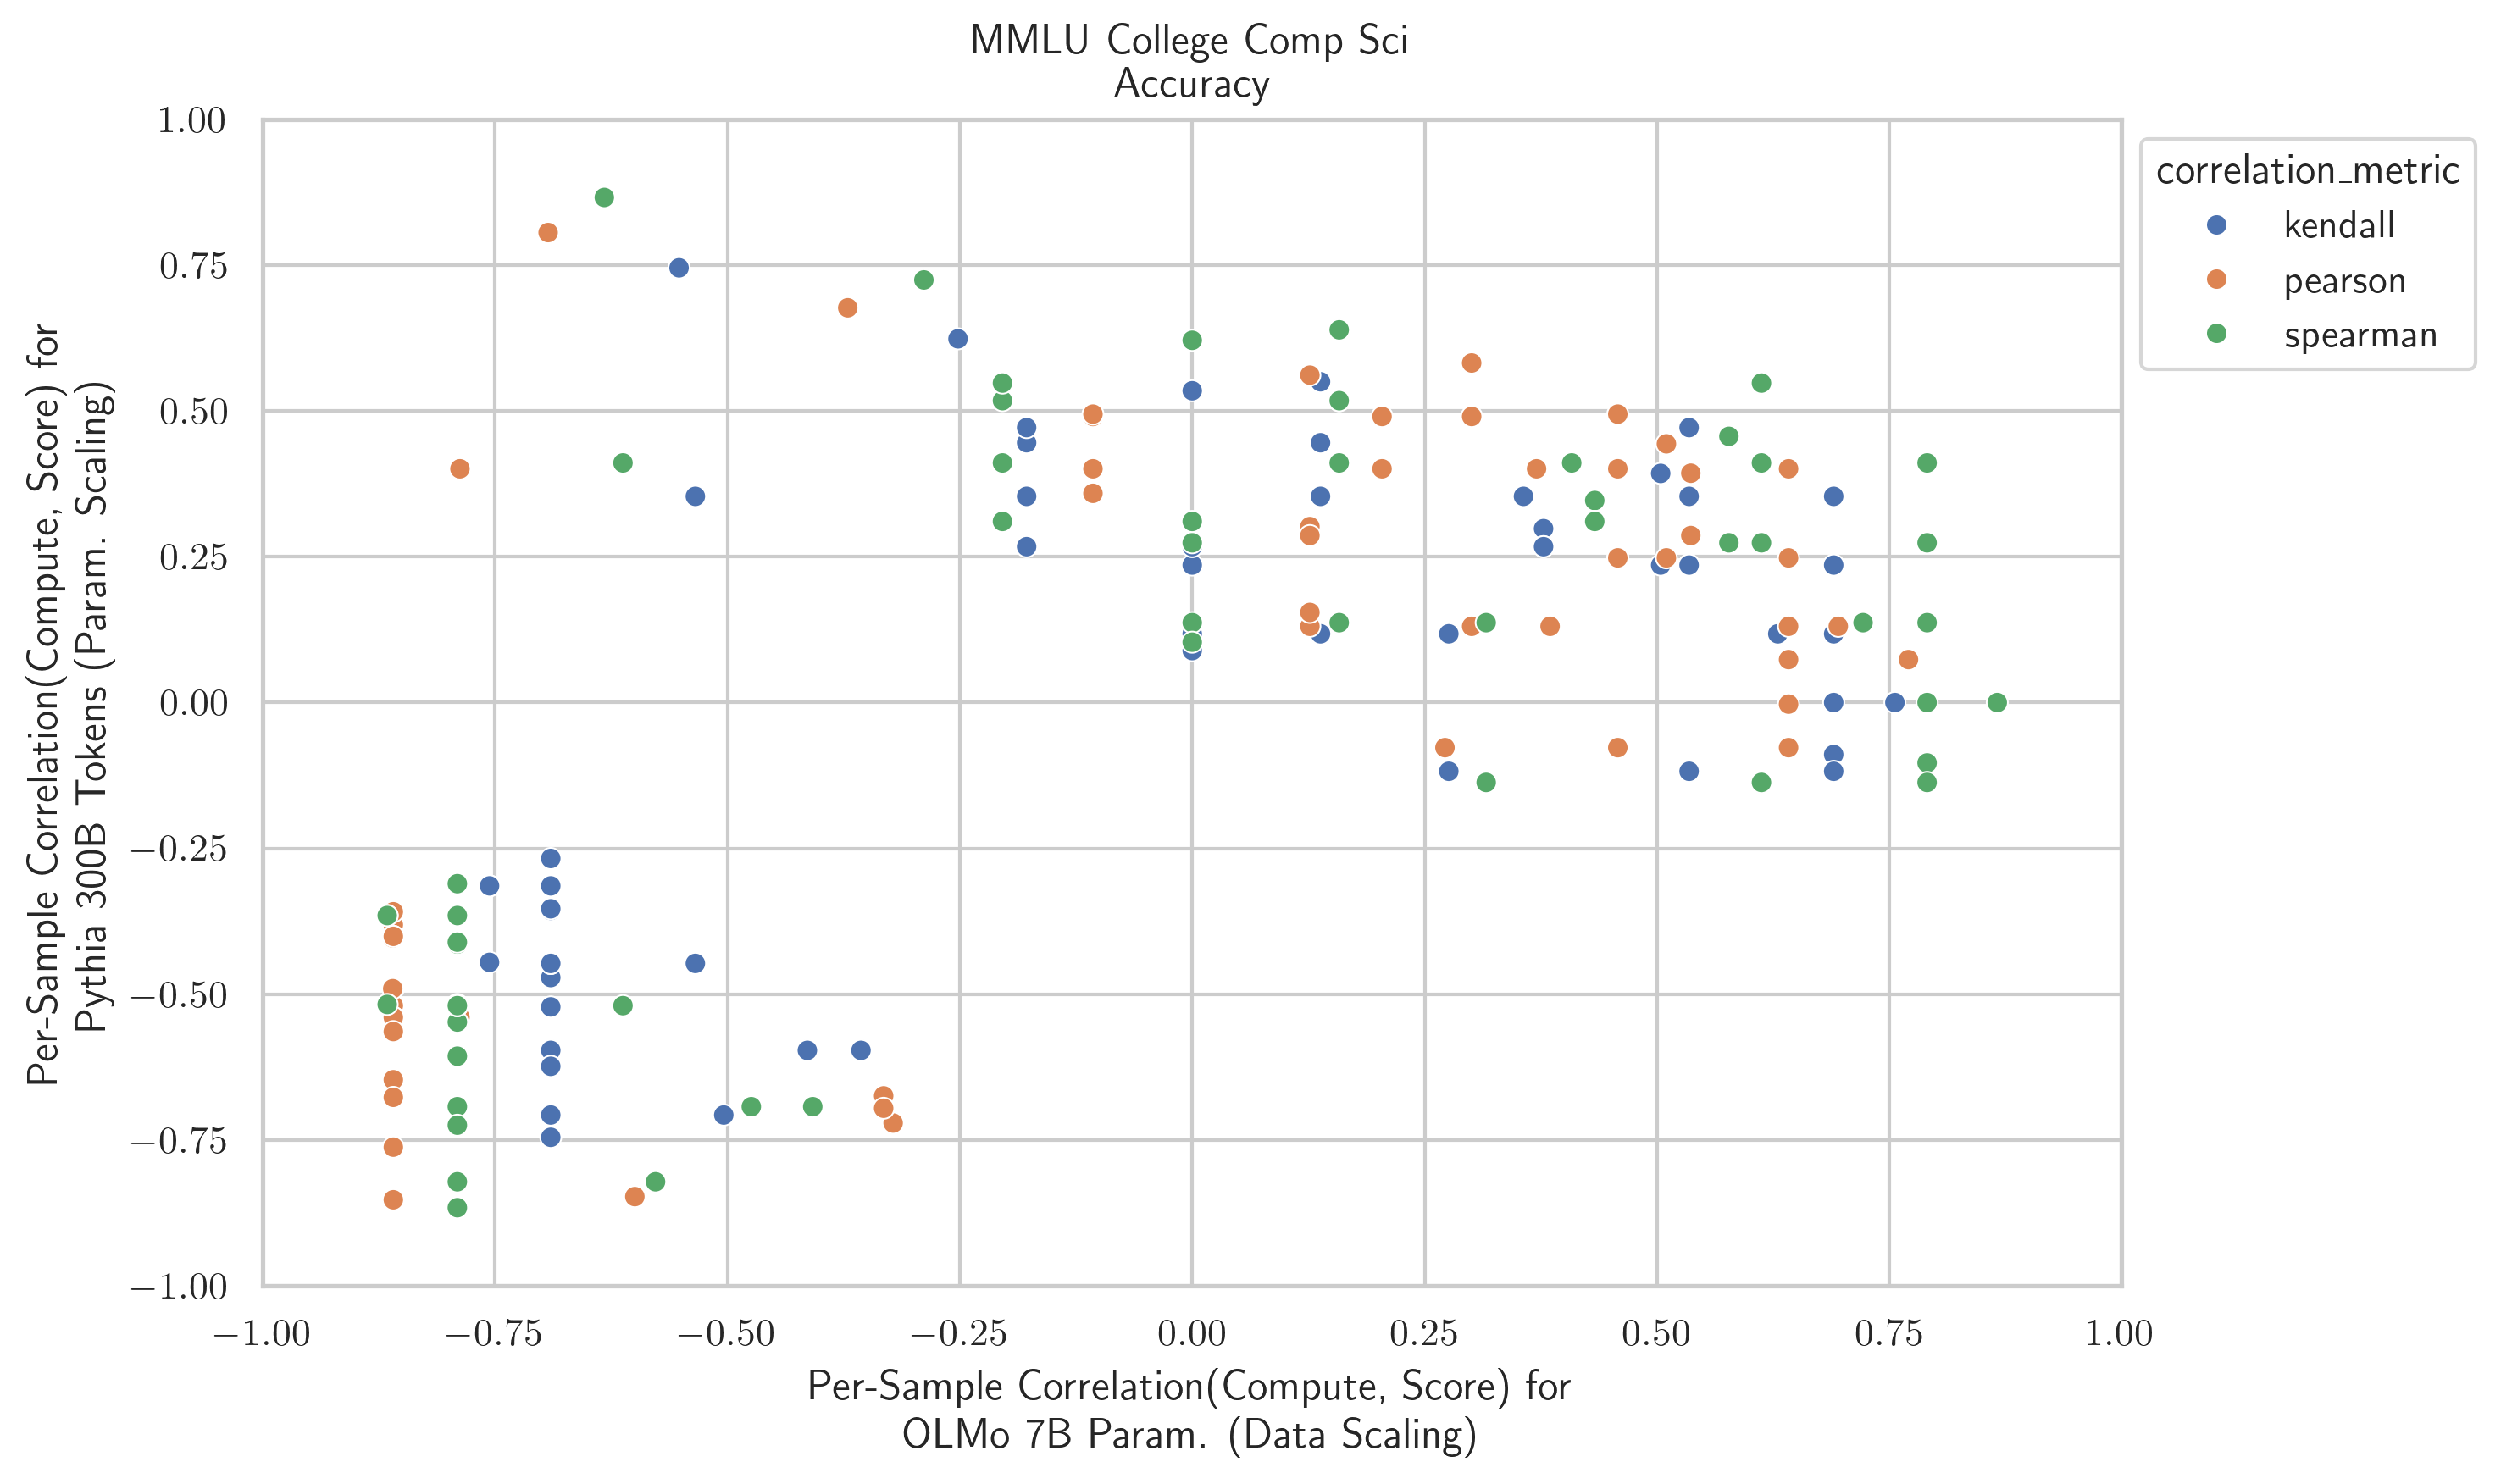 MMLU College Comp Sci
Accuracy
1.00
0.75
0.50
0.25
0.00
−0.25
−0.50
−0.75
−1.00
Per-Sample Correlation(Compute, Score) for
Pythia 300B Tokens (Param. Scaling)
−1.00 −0.75 −0.50 −0.25 0.00 0.25 0.50 0.75 1.00
Per-Sample Correlation(Compute, Score) for
OLMo 7B Param. (Data Scaling)
correlation_metric
kendall
pearson
spearman